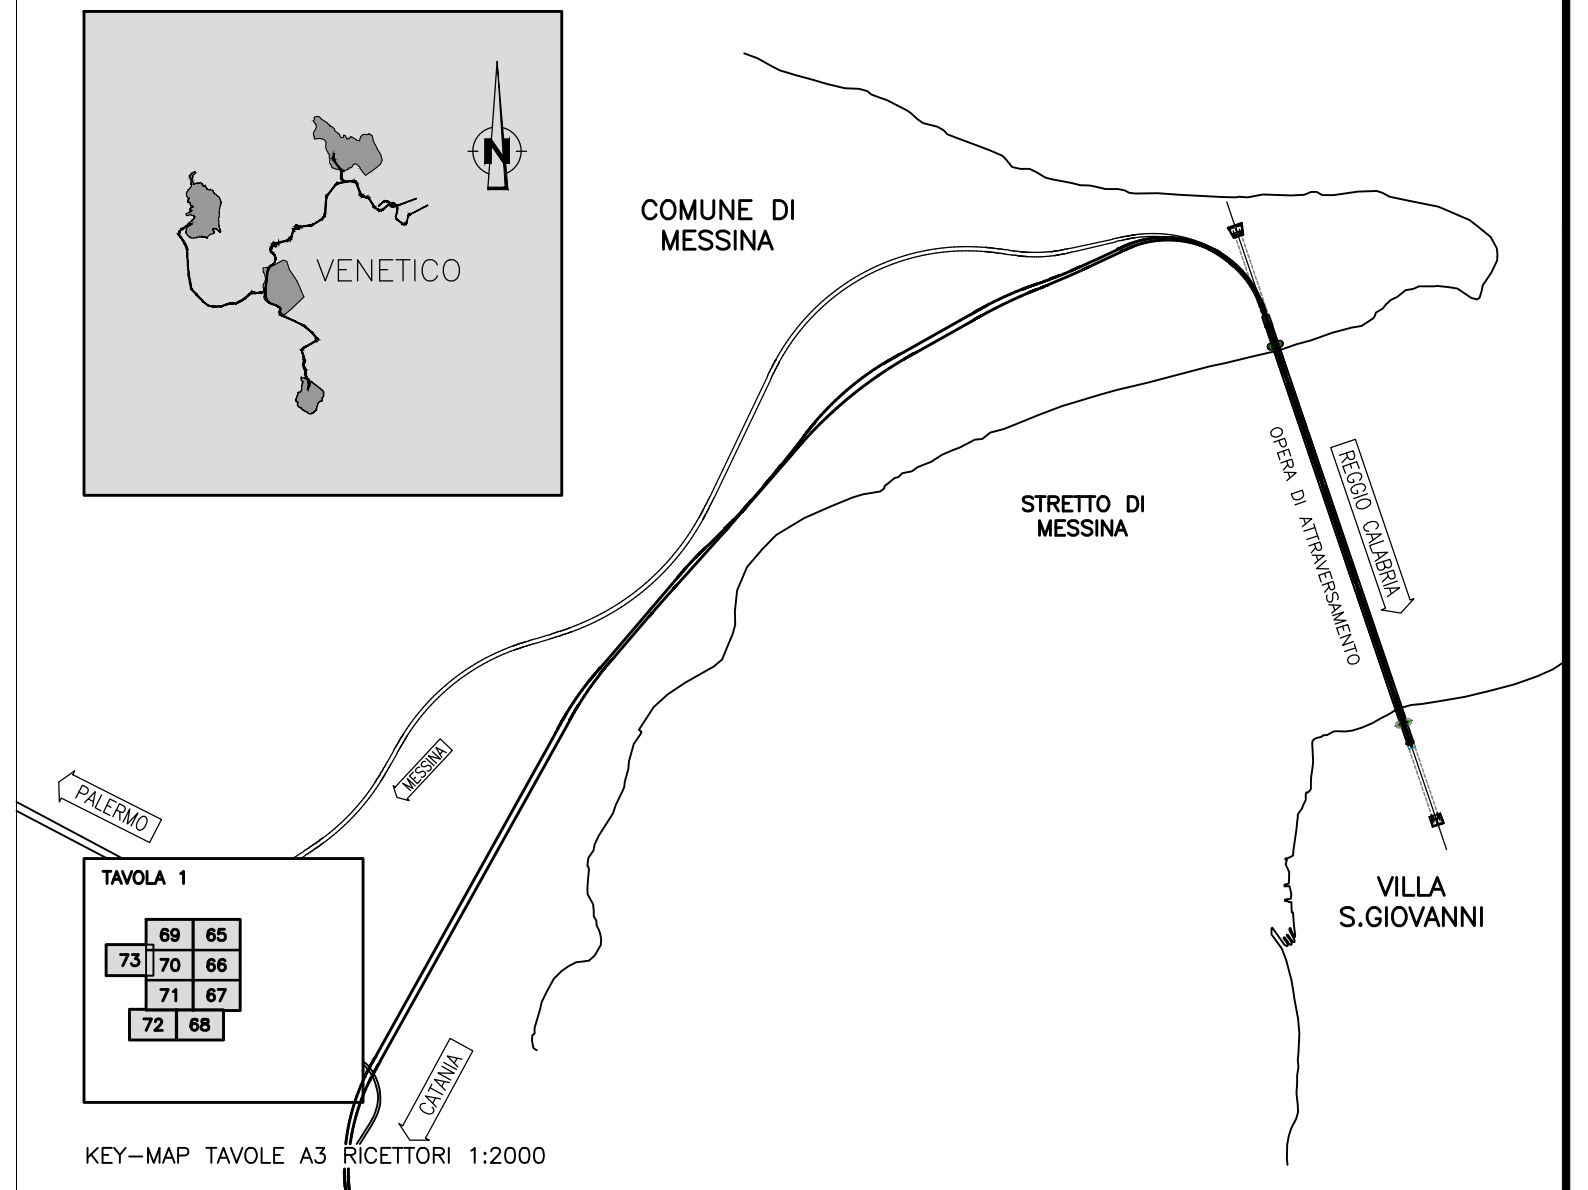 N
VENETICO
COMUNE DI
MESSINA
STRETTO DI
MESSINA
OPERA DI ATTRAVERSAMENTO
REGGIO CALABRIA
MESSINA
PALERMO
VILLA
S.GIOVANNI
TAVOLA 1
69 65
73 70 66
71 67
72 68
CATANIA
KEY-MAP TAVOLE A3 RICETTORI 1:2000